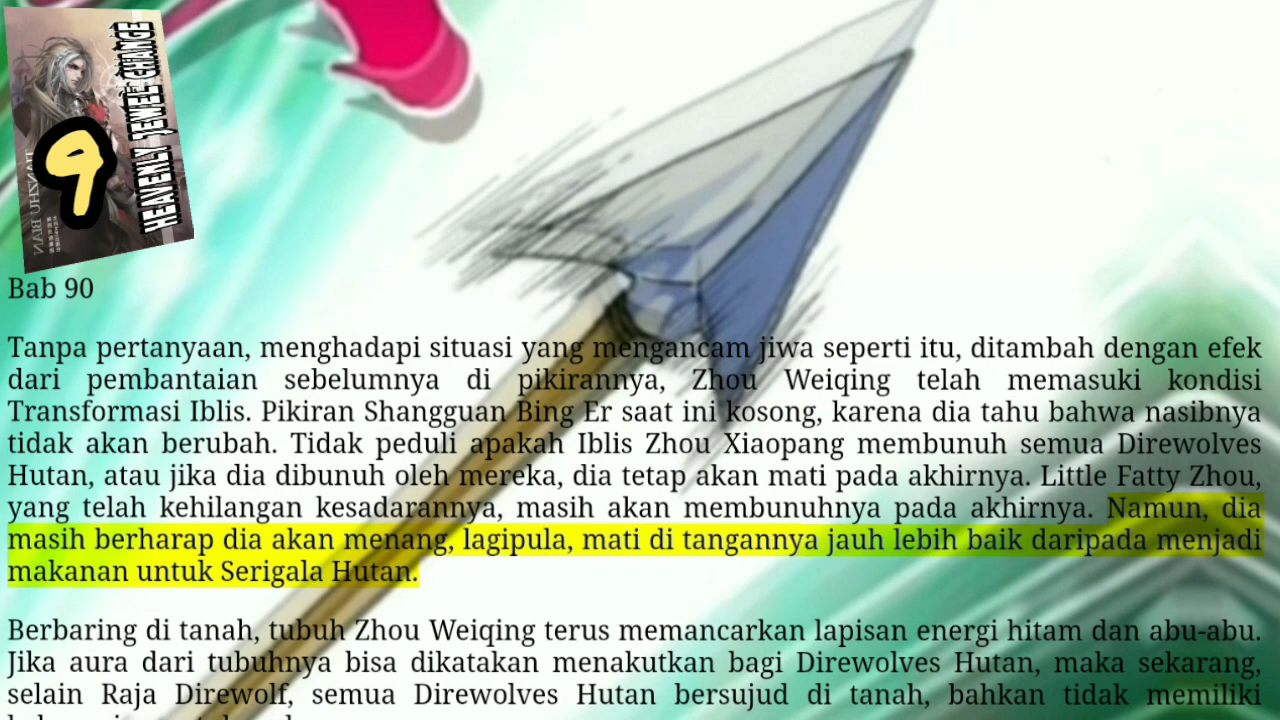 HEAVENLY JEWEL CHANGE
9
Bab 90
Tanpa pertanyaan, menghadapi situasi yang mengancam jiwa seperti itu, ditambah dengan efek
dari pembantaian sebelumnya di pikirannya, Zhou Weiqing telah memasuki kondisi
Transformasi Iblis. Pikiran Shangguan Bing Er saat ini kosong, karena dia tahu bahwa nasibnya
tidak akan berubah. Tidak peduli apakah Iblis Zhou Xiaopang membunuh semua Direwolves
Hutan, atau jika dia dibunuh oleh mereka, dia tetap akan mati pada akhirnya. Little Fatty Zhou,
yang telah kehilangan kesadarannya, masih akan membunuhnya pada akhirnya. Namun, dia
masih berharap dia akan menang, lagipula, mati di tangannya jauh lebih baik daripada menjadi
makanan untuk Serigala Hutan.
Berbaring di tanah, tubuh Zhou Weiqing terus memancarkan lapisan energi hitam dan abu-abu.
Jika aura dari tubuhnya bisa dikatakan menakutkan bagi Direwolves Hutan, maka sekarang,
selain Raja Direwolf, semua Direwolves Hutan bersujud di tanah, bahkan tidak memiliki